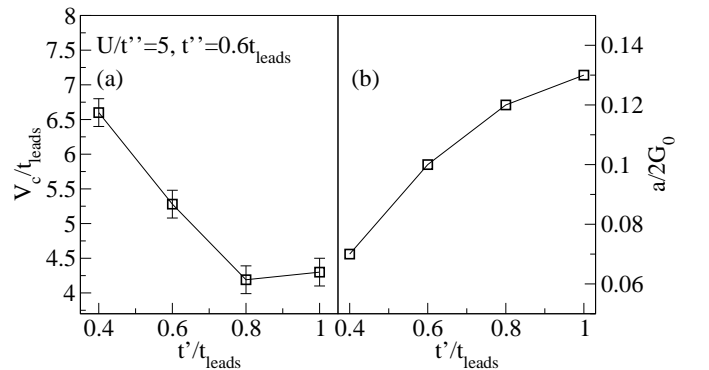 8
7.5
7
6.5
6
5.5
5
4.5
4
V_c/t_leads
U/t''=5, t''=0.6t_leads
(a)
(b)
0.14
0.12
0.1
0.08
0.06
a/2G_0
0.4 0.6 0.8 1
0.4 0.6 0.8 1
t'/t_leads
t'/t_leads